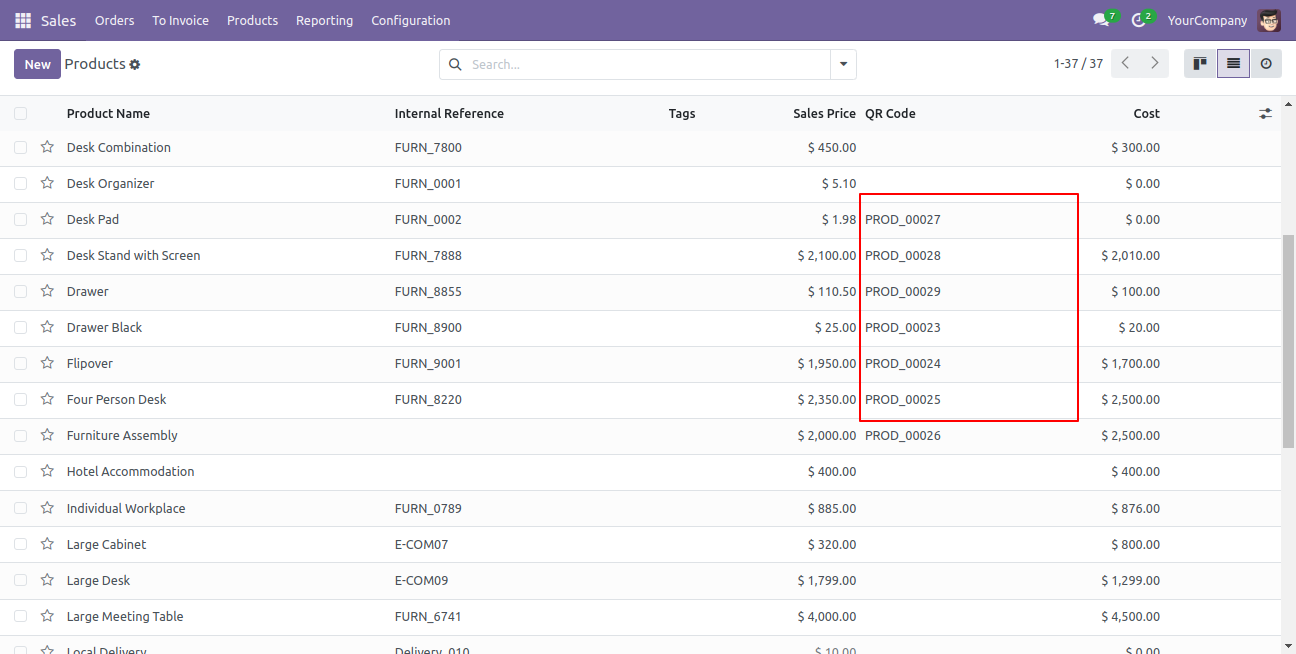 Sales Orders To Invoice Products Reporting Configuration 7 2 YourCompany
New Products Search... 1-37 / 37
Product Name Internal Reference Tags Sales Price QR Code Cost
Desk Combination FURN_7800 $ 450.00 $ 300.00
Desk Organizer FURN_0001 $ 5.10 $ 0.00
Desk Pad FURN_0002 $ 1.98 PROD_00027 $ 0.00
Desk Stand with Screen FURN_7888 $ 2,100.00 PROD_00028 $ 2,010.00
Drawer FURN_8855 $ 110.50 PROD_00029 $ 100.00
Drawer Black FURN_8900 $ 25.00 PROD_00023 $ 20.00
Flipover FURN_9001 $ 1,950.00 PROD_00024 $ 1,700.00
Four Person Desk FURN_8220 $ 2,350.00 PROD_00025 $ 2,500.00
Furniture Assembly $ 2,000.00 PROD_00026 $ 2,500.00
Hotel Accommodation $ 400.00 $ 400.00
Individual Workplace FURN_0789 $ 885.00 $ 876.00
Large Cabinet E-COM07 $ 320.00 $ 800.00
Large Desk E-COM09 $ 1,799.00 $ 1,299.00
Large Meeting Table FURN_6741 $ 4,000.00 $ 4,500.00
Local Delivery Delivery_010 $ 10.00 $ 0.00